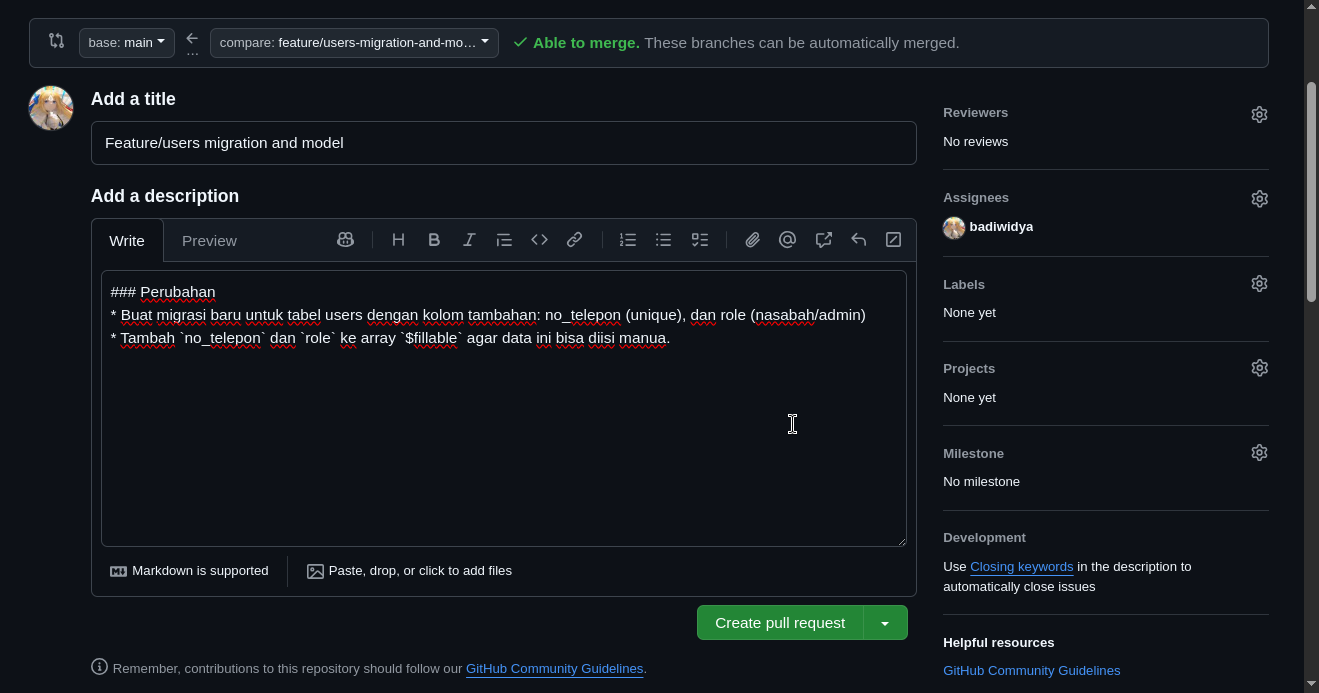 base: main
compare: feature/users-migration-and-mo...
Able to merge. These branches can be automatically merged.
Add a title
Feature/users migration and model
Add a description
Write
Preview
### Perubahan
* Buat migrasi baru untuk tabel users dengan kolom tambahan: no_telepon (unique), dan role (nasabah/admin)
* Tambah `no_telepon` dan `role` ke array `$fillable` agar data ini bisa diisi manua.
Markdown is supported
Paste, drop, or click to add files
Create pull request
Remember, contributions to this repository should follow our GitHub Community Guidelines.
Reviewers
No reviews
Assignees
badiwidya
Labels
None yet
Projects
None yet
Milestone
No milestone
Development
Use Closing keywords in the description to
automatically close issues
Helpful resources
GitHub Community Guidelines